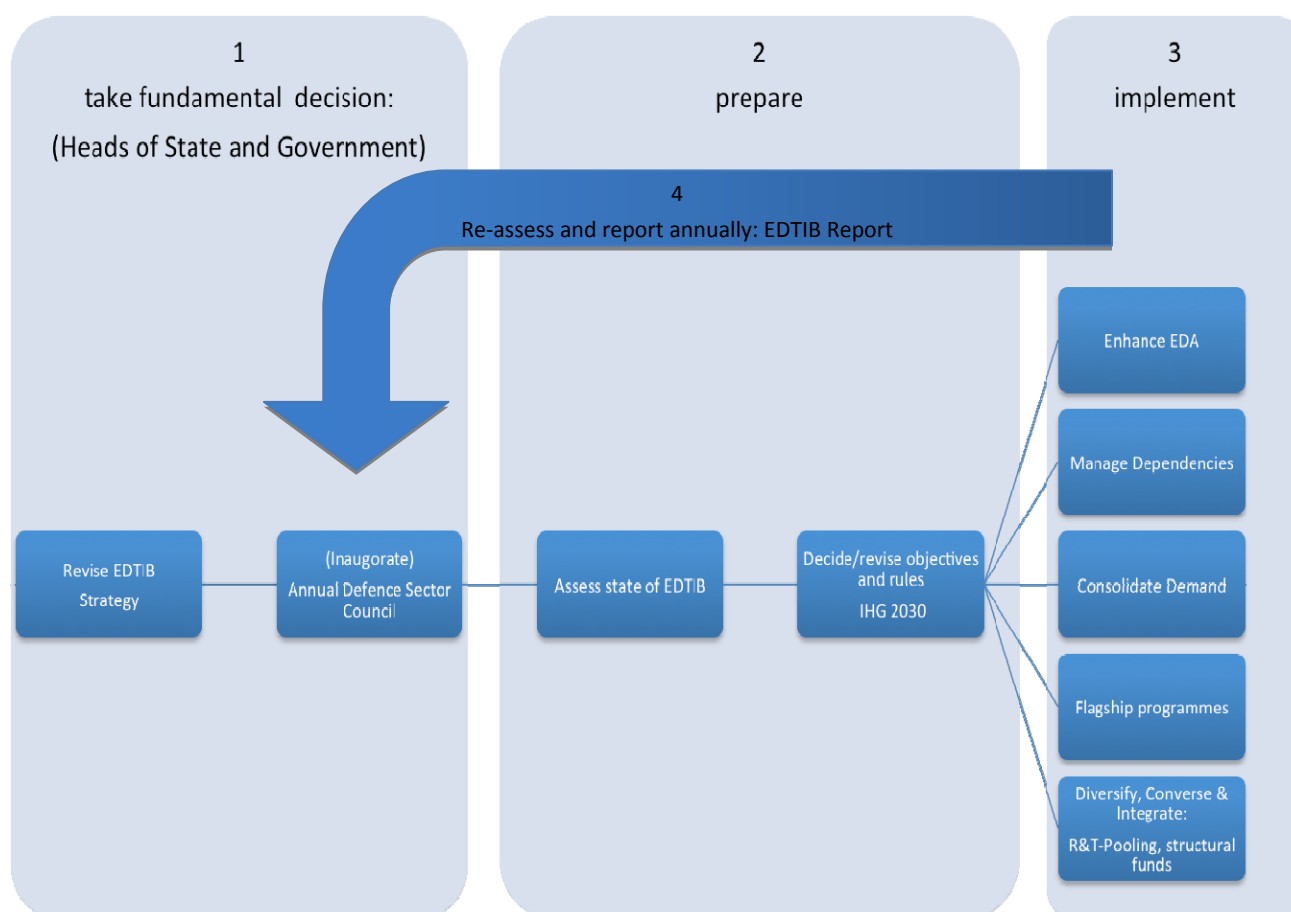 1
take fundamental decision:
(Heads of State and Government)
2
prepare
3
implement
4
Re-assess and report annually: EDTIB Report
Revise EDTIB
Strategy
(Inaugorate)
Annual Defence Sector
Council
Assess state of EDTIB
Decide/revise objectives
and rules
IHG 2030
Enhance EDA
Manage Dependencies
Consolidate Demand
Flagship programmes
Diversify, Converse &
Integrate:
R&T-Pooling, structural
funds